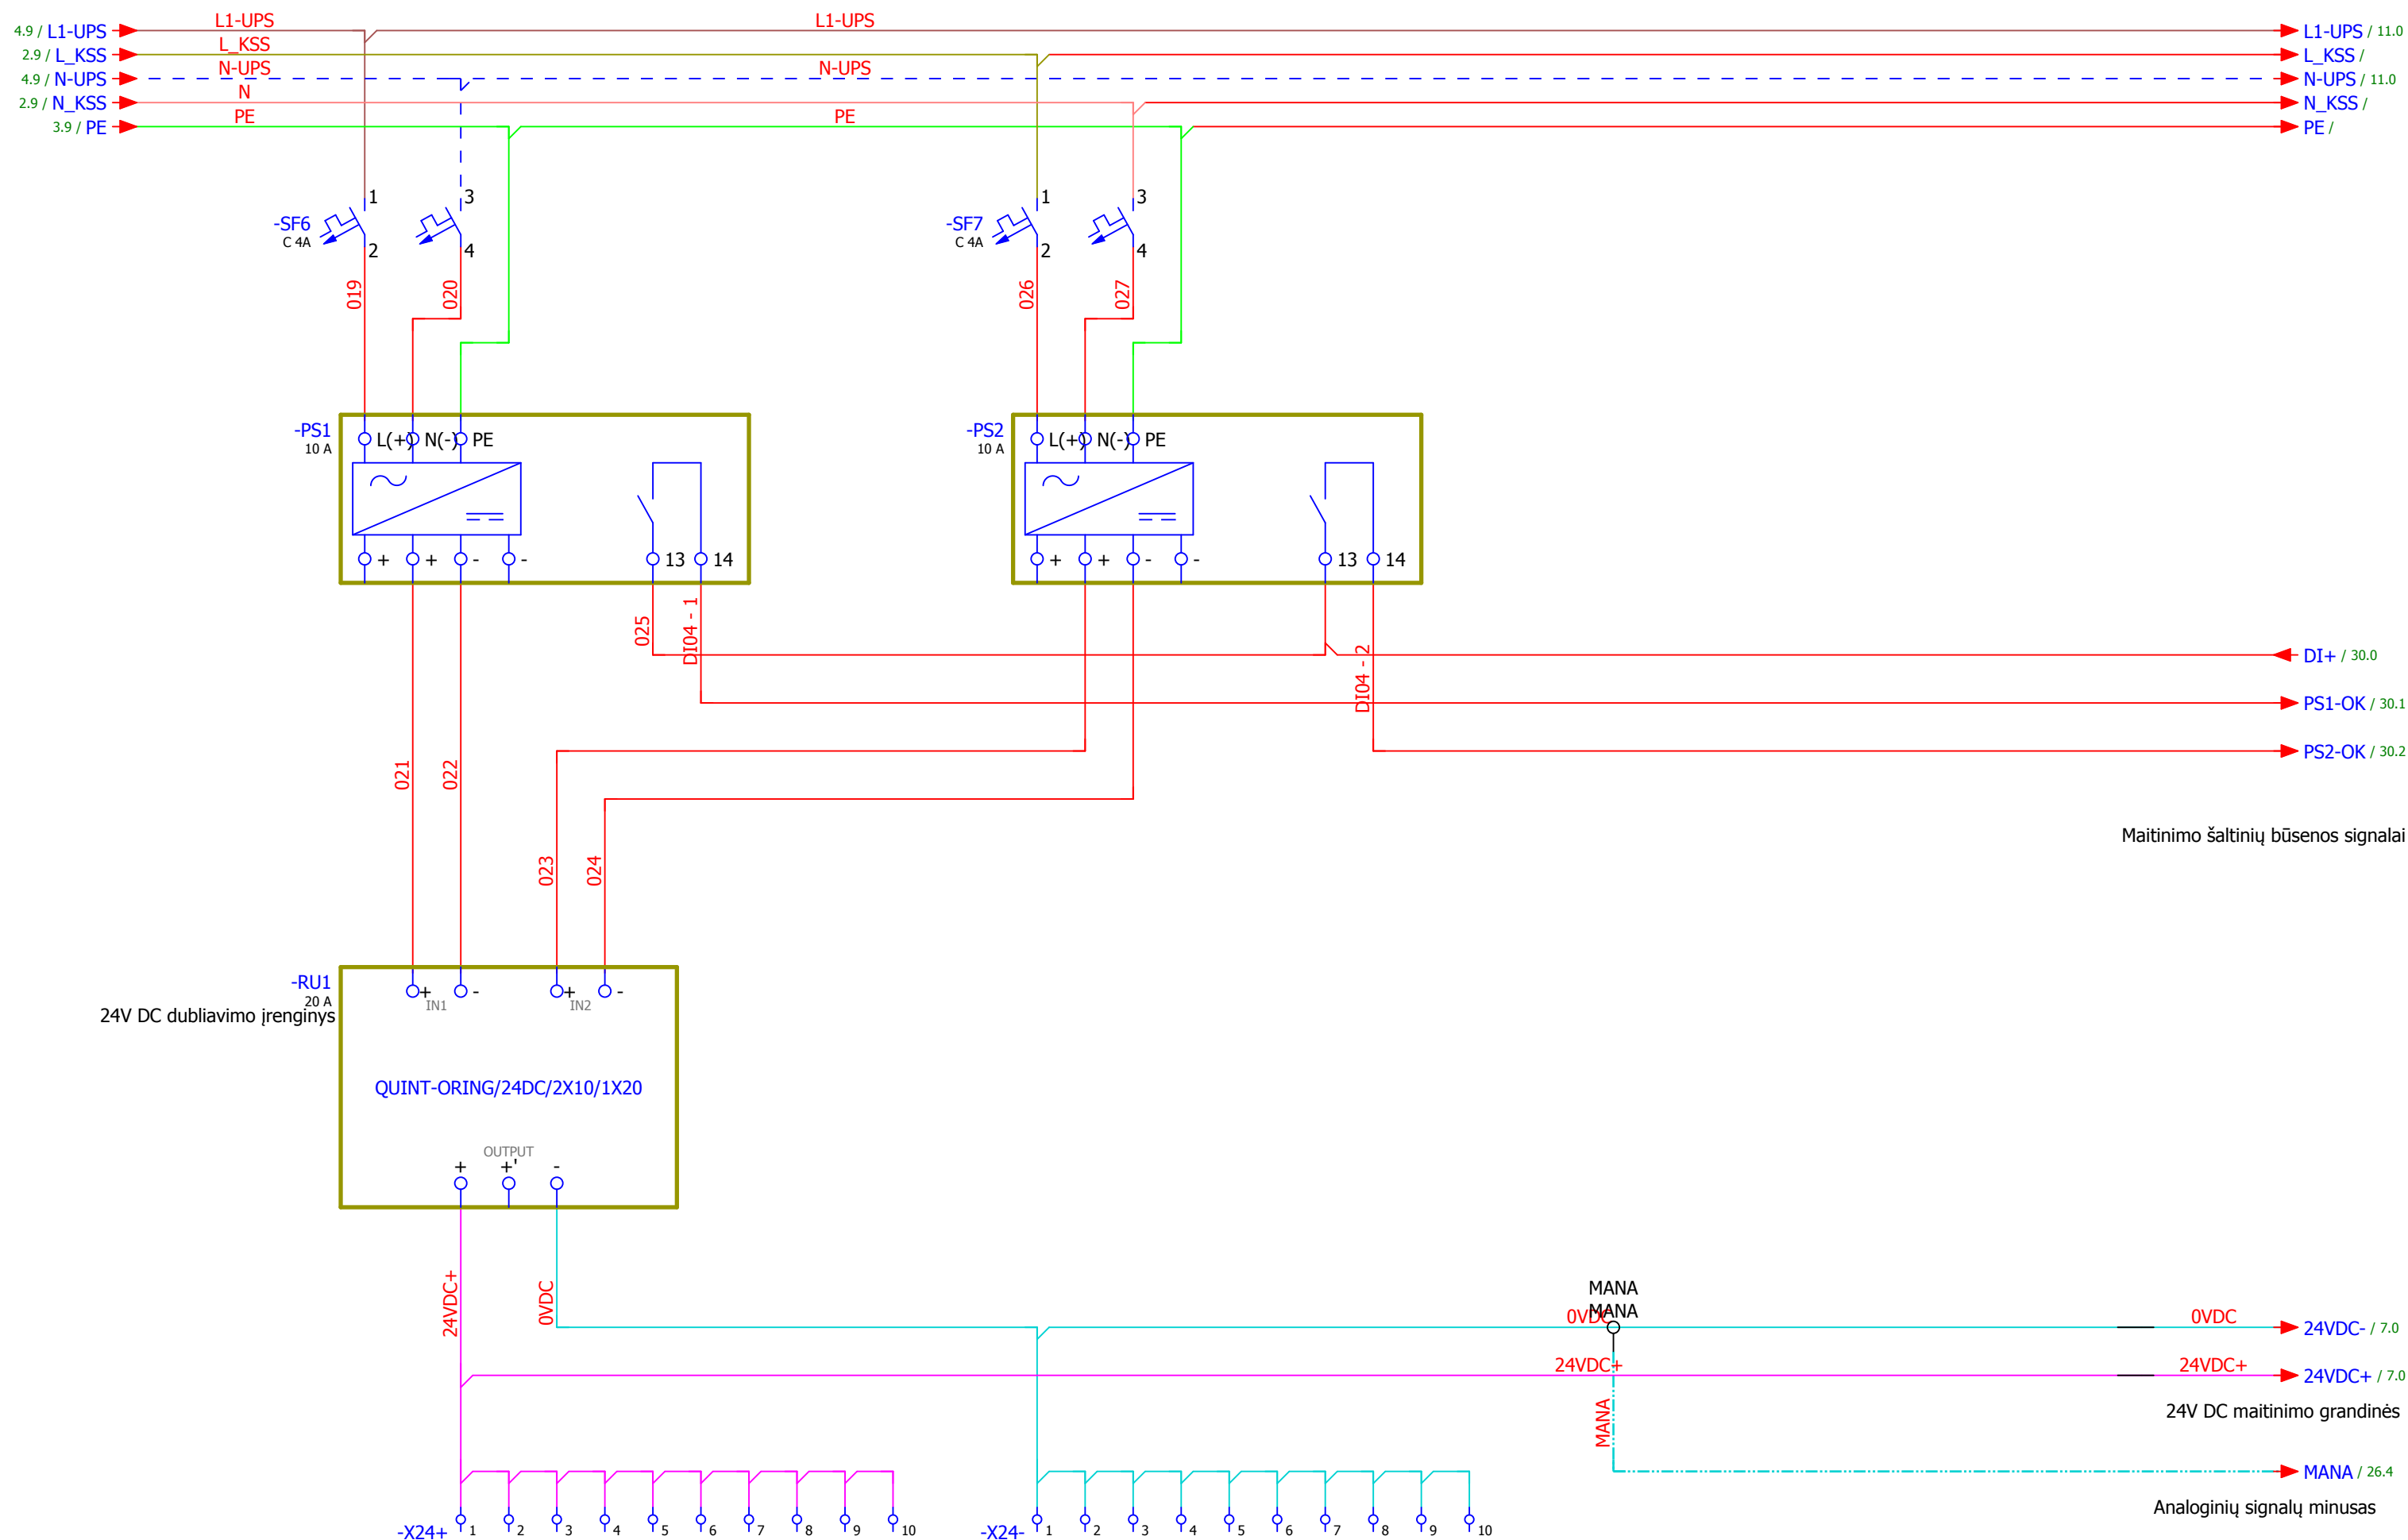 L1-UPS L1-UPS
4.9 / L1-UPS L1-UPS / 11.0
L_KSS
2.9 / L_KSS L_KSS /
N-UPS N-UPS
4.9 / N-UPS N-UPS / 11.0
N
2.9 / N_KSS N_KSS /
PE PE
3.9 / PE PE /
1 3 1 3
-SF6 -SF7
C 4A C 4A
2 4 2 4
019 020 026 027
-PS1 L(+) N(-) PE -PS2 L(+) N(-) PE
10 A 10 A
+ + - - 13 14 + + - - 13 14
025 DI04 - 1 DI04 - 2
DI+ / 30.0
PS1-OK / 30.1
PS2-OK / 30.2
021 022
Maitinimo šaltinių būsenos signalai
023 024
-RU1 + - + -
20 A IN1 IN2
24V DC dubliavimo įrenginys
QUINT-ORING/24DC/2X10/1X20
OUTPUT
+ +' -
24VDC+ 0VDC
MANA
MANA
0VDC 0VDC
24VDC- / 7.0
24VDC+ 24VDC+
24VDC+ / 7.0
24V DC maitinimo grandinės
MANA
MANA / 26.4
Analoginių signalų minusas
-X24+ 1 2 3 4 5 6 7 8 9 10 -X24- 1 2 3 4 5 6 7 8 9 10